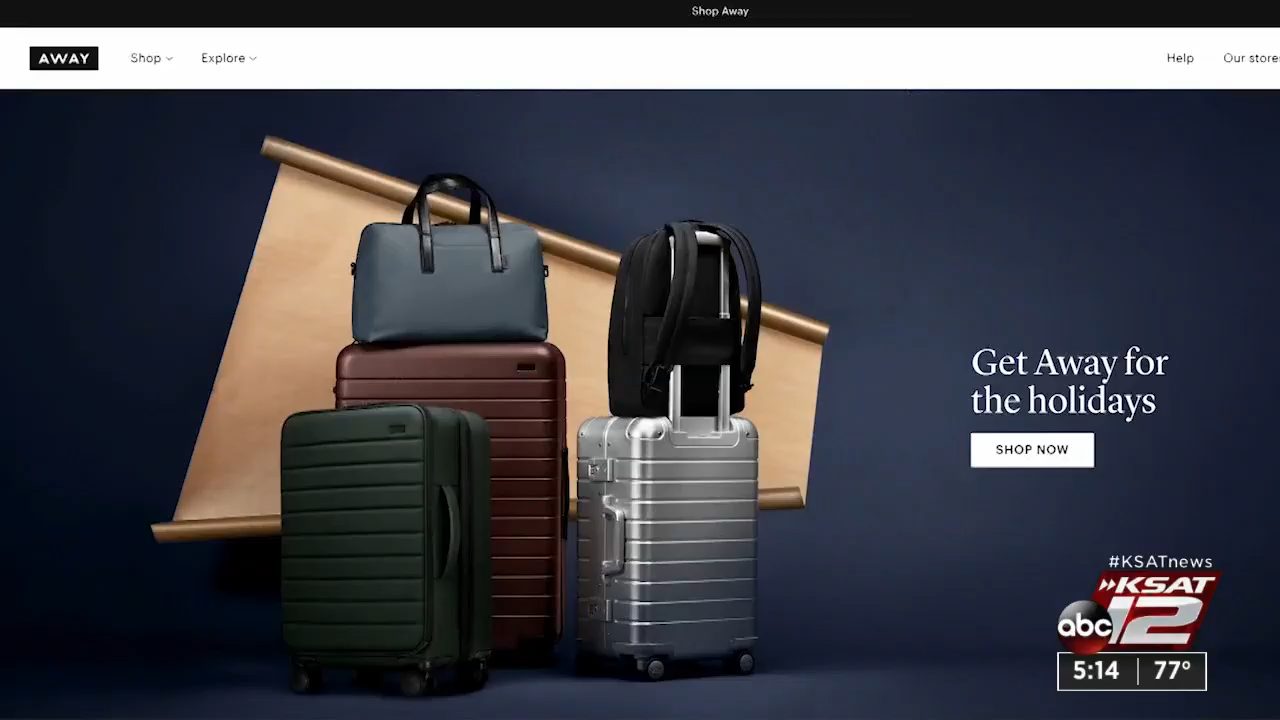 Shop Away
AWAY
Shop
Explore
Help
Our store
Get Away for
the holidays
SHOP NOW
#KSATnews
KSAT
abc 12
5:14 77°